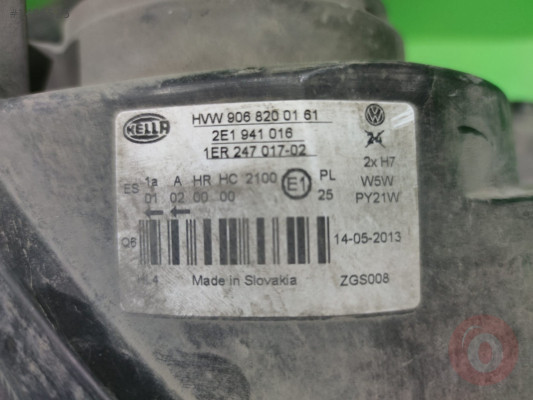 HELLA
HVW 906 820 01 61
2E1 941 016
1ER 247 017-02
2x H7
1a A HR HC 2100 E1 PL W5W
ES 01 02 00 00 25 PY21W
14-05-2013
Made in Slovakia ZGS008